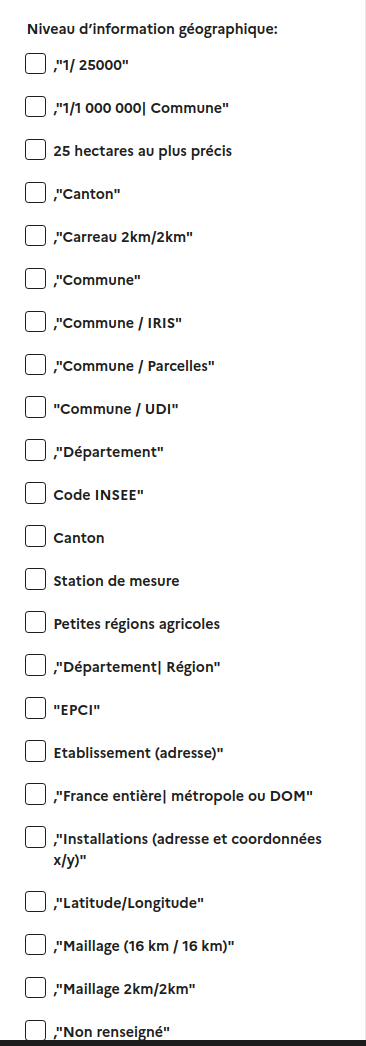 Niveau d’information géographique:
,"1/ 25000"
,"1/1 000 000| Commune"
25 hectares au plus précis
,"Canton"
,"Carreau 2km/2km"
,"Commune"
,"Commune / IRIS"
,"Commune / Parcelles"
"Commune / UDI"
,"Département"
Code INSEE"
Canton
Station de mesure
Petites régions agricoles
,"Département| Région"
"EPCI"
Etablissement (adresse)"
,"France entière| métropole ou DOM"
,"Installations (adresse et coordonnées
x/y)"
,"Latitude/Longitude"
,"Maillage (16 km / 16 km)"
,"Maillage 2km/2km"
,"Non renseigné"